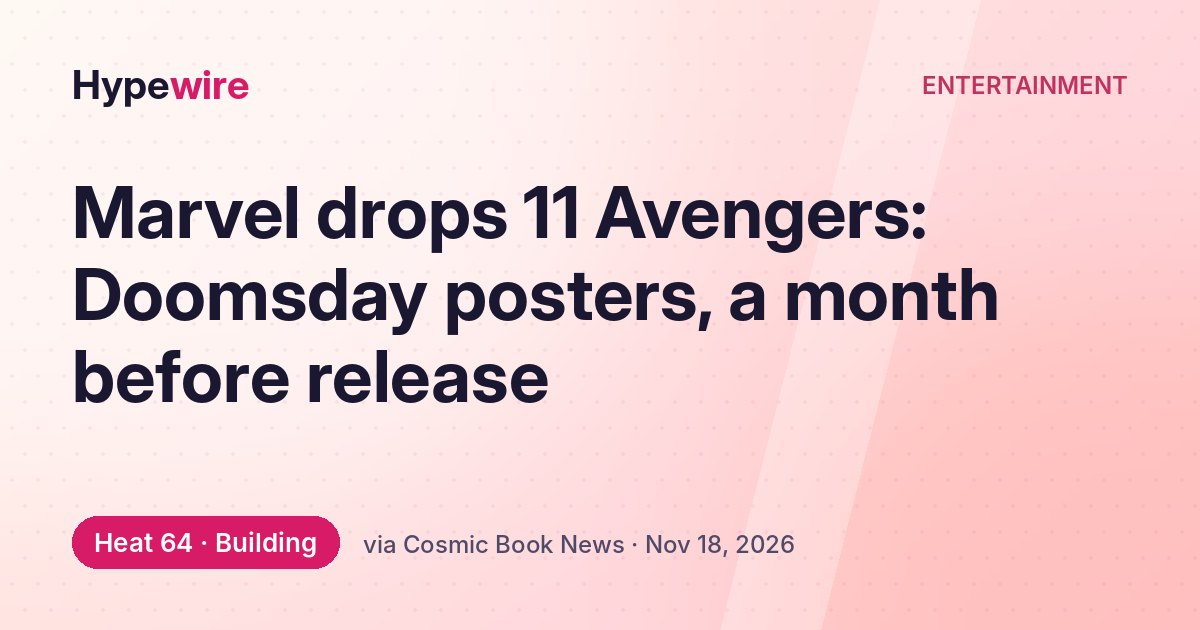 Hypewire
ENTERTAINMENT
Marvel drops 11 Avengers:
Doomsday posters, a month
before release
Heat 64 · Building
via Cosmic Book News · Nov 18, 2026